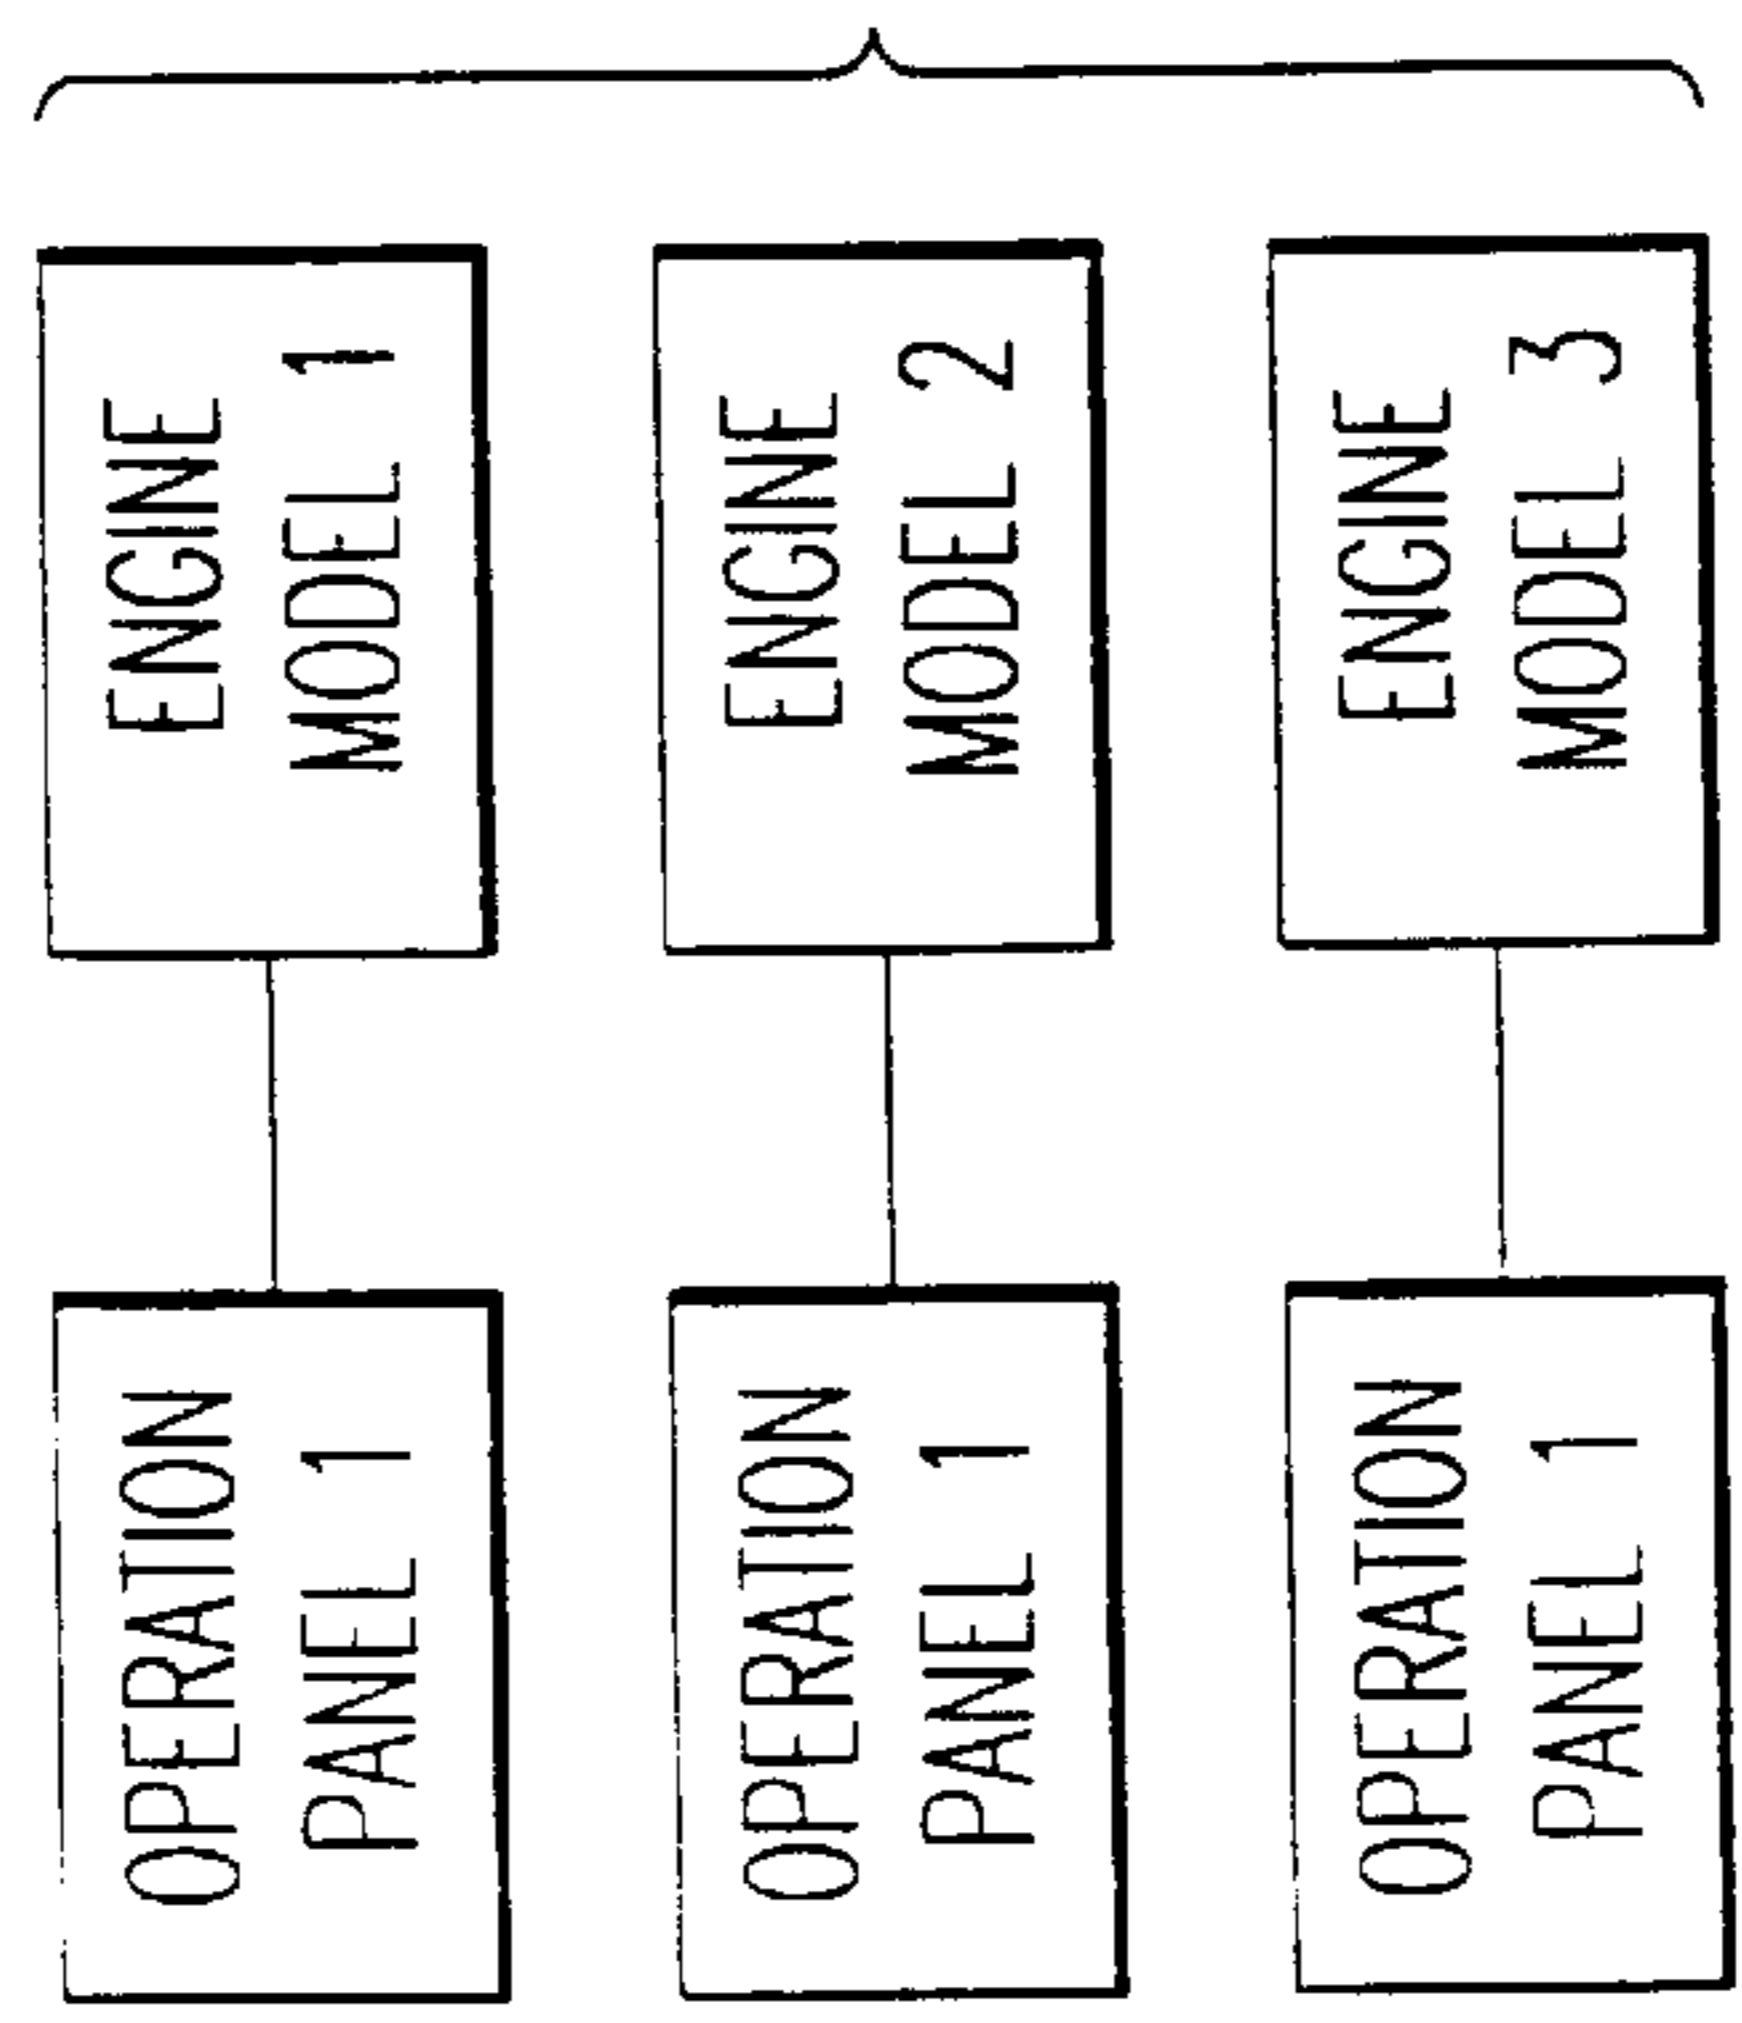 OPERATION
PANEL 1
ENGINE
MODEL 1
OPERATION
PANEL 1
ENGINE
MODEL 2
OPERATION
PANEL 1
ENGINE
MODEL 3